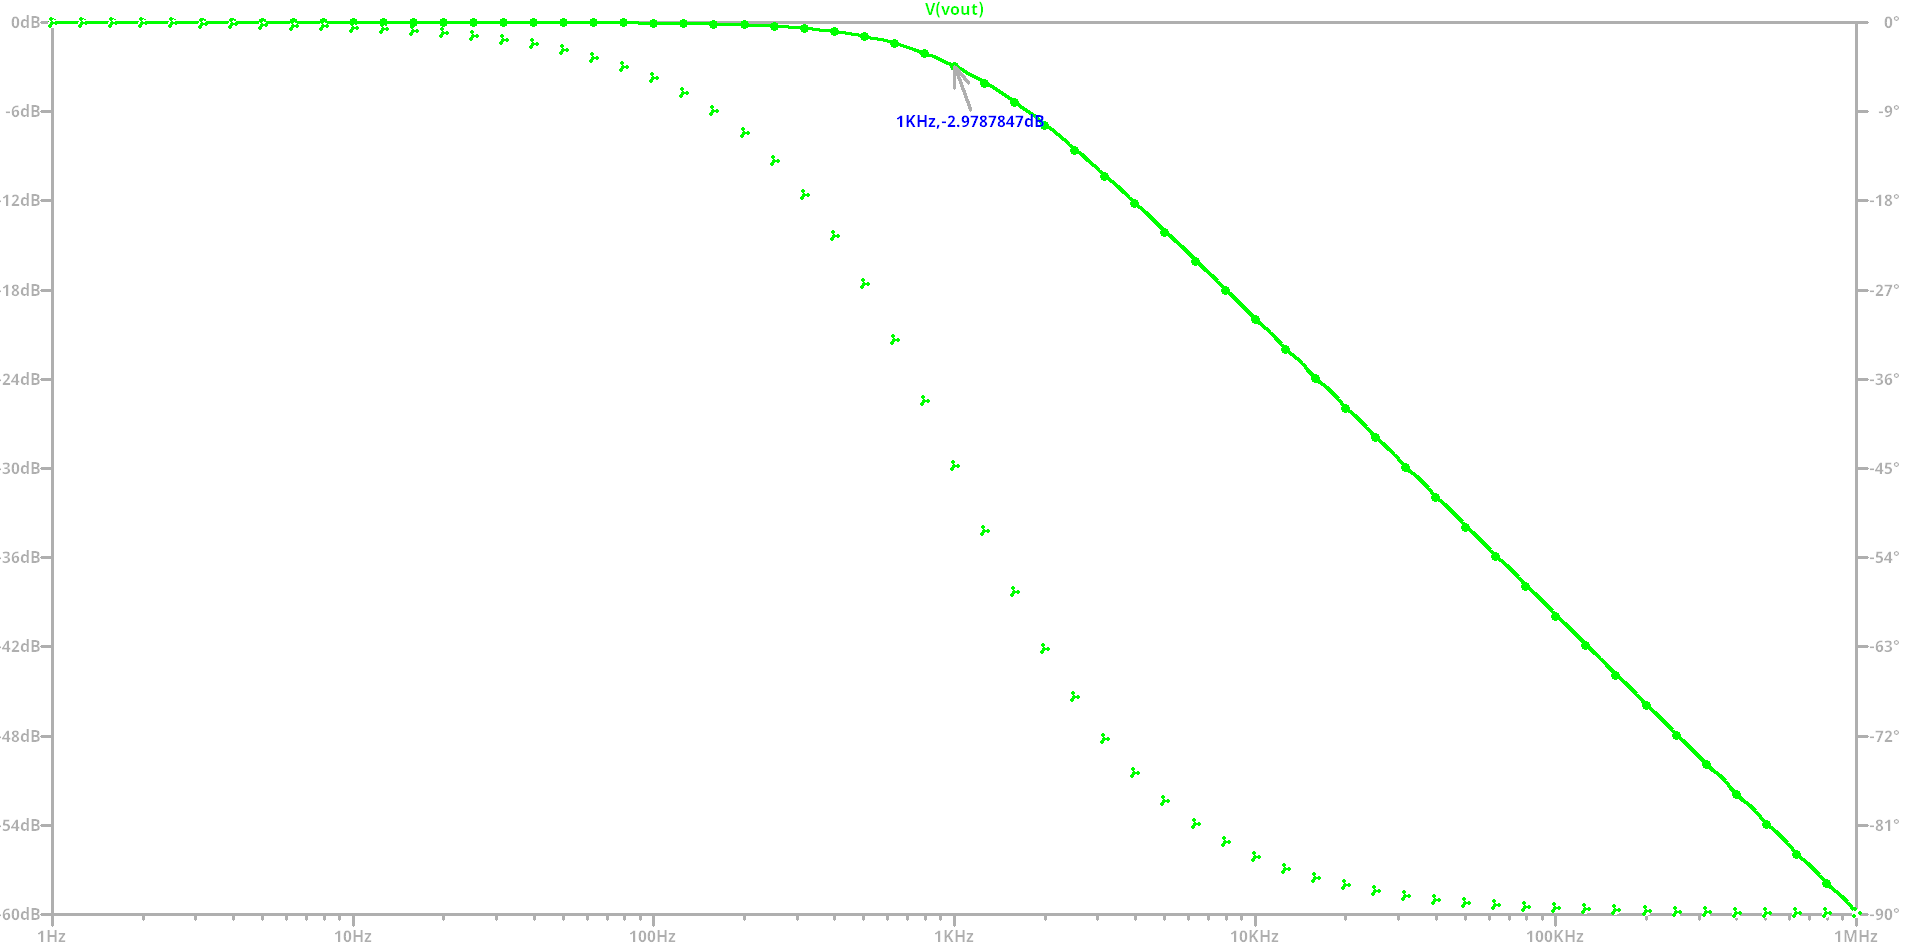 V(vout)
0dB
0°
-6dB
-9°
1KHz,-2.9787847dB
-12dB
-18°
-18dB
-27°
-24dB
-36°
-30dB
-45°
-36dB
-54°
-42dB
-63°
-48dB
-72°
-54dB
-81°
-60dB
-90°
1Hz
10Hz
100Hz
1KHz
10KHz
100KHz
1MHz